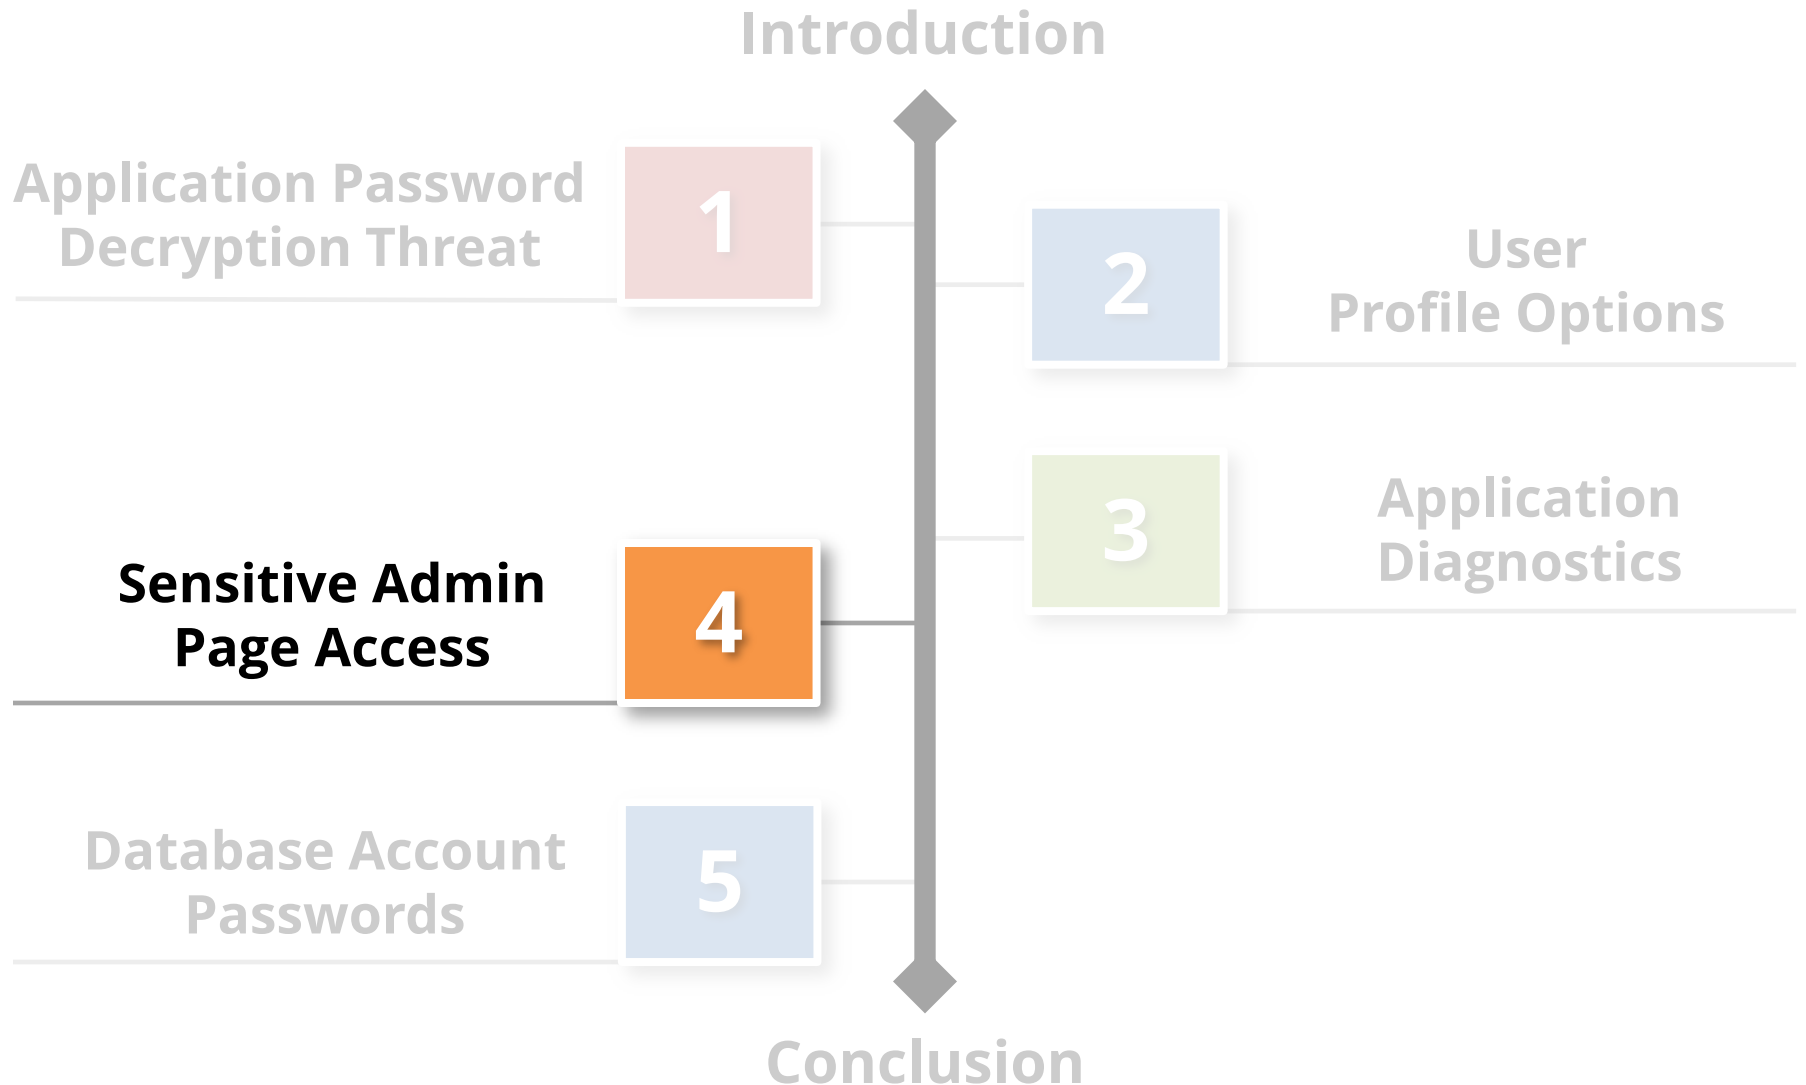 Introduction
Application Password
Decryption Threat
1
2
User
Profile Options
3
Application
Diagnostics
Sensitive Admin
Page Access
4
Database Account
Passwords
5
Conclusion